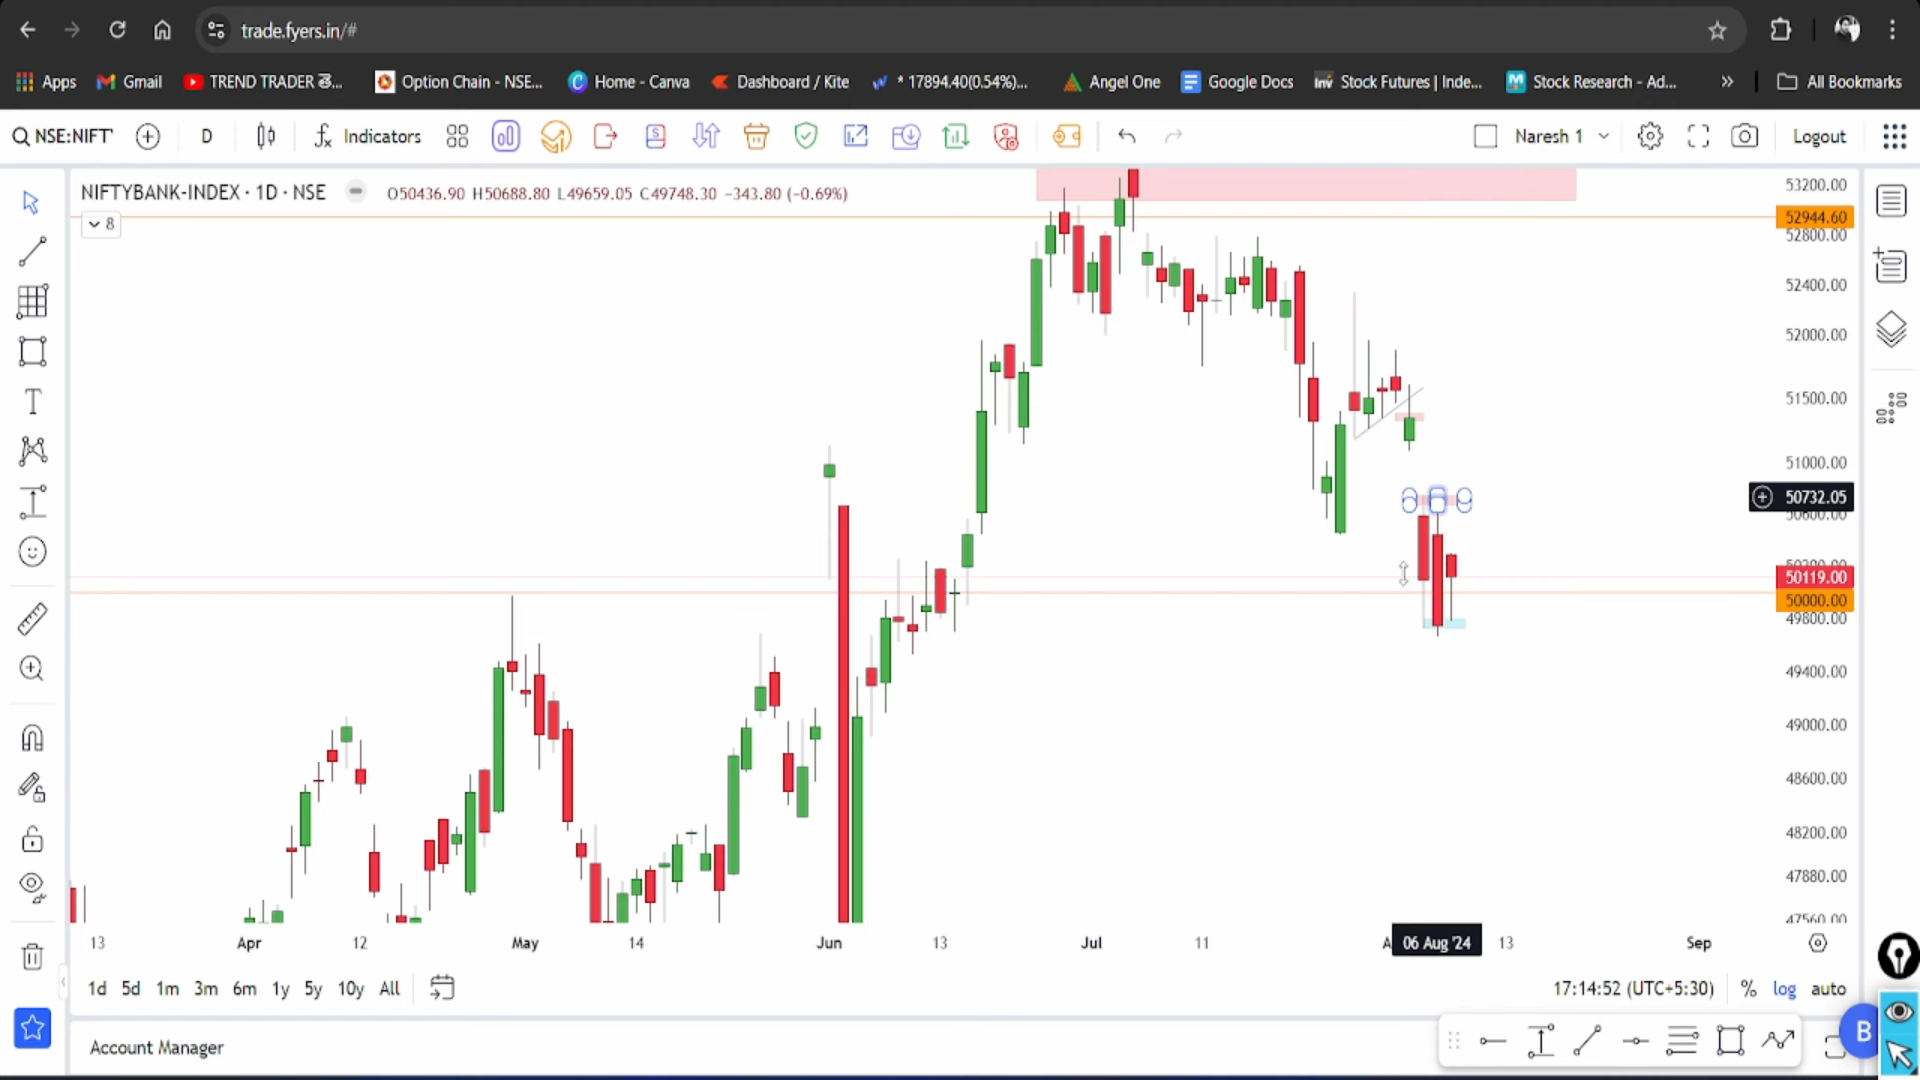 trade.fyers.in/#
Apps Gmail TREND TRADER తె... Option Chain - NSE... Home - Canva Dashboard / Kite * 17894.40(0.54%)... Angel One Google Docs Inv Stock Futures | Inde... Stock Research - Ad... » All Bookmarks
NSE:NIFT' D Indicators Naresh 1 Logout
NIFTYBANK-INDEX · 1D · NSE O50436.90 H50688.80 L49659.05 C49748.30 −343.80 (−0.69%)
8
53200.00
52944.60
52800.00
52400.00
52000.00
51500.00
51000.00
50732.05
50600.00
50119.00
50000.00
49800.00
49400.00
49000.00
48600.00
48200.00
47880.00
47560.00
13 Apr 12 May 14 Jun 13 Jul 11 A 06 Aug '24 13 Sep
1d 5d 1m 3m 6m 1y 5y 10y All 17:14:52 (UTC+5:30) % log auto
Account Manager
B